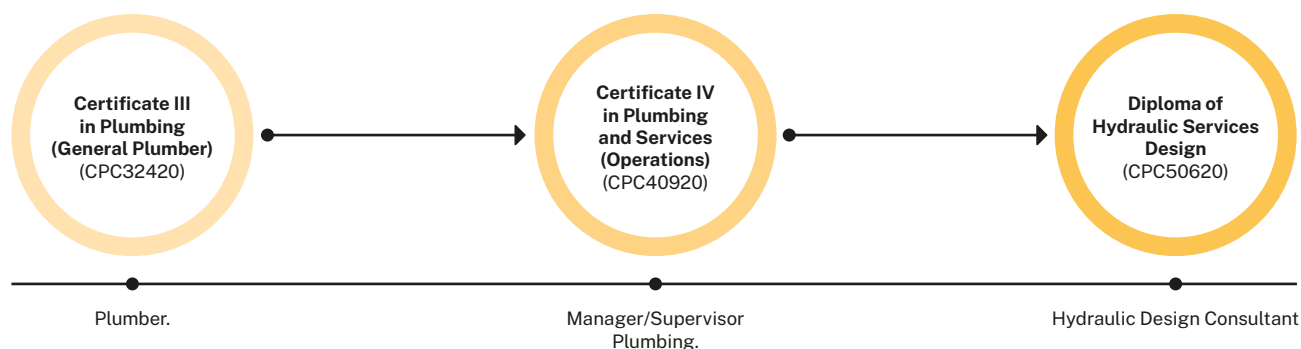 Certificate III
in Plumbing
(General Plumber)
(CPC32420)
Certificate IV
in Plumbing
and Services
(Operations)
(CPC40920)
Diploma of
Hydraulic Services
Design
(CPC50620)
Plumber.
Manager/Supervisor
Plumbing.
Hydraulic Design Consultant